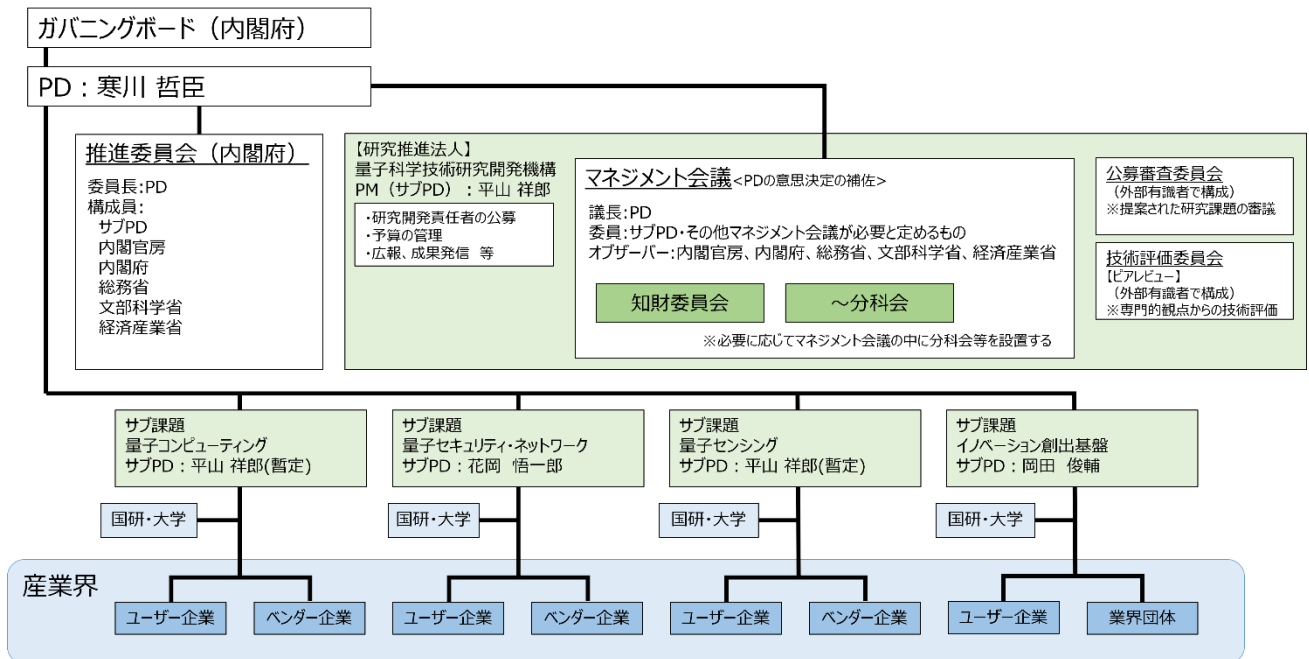 ガバニングボード（内閣府）
PD：寒川 哲臣
推進委員会（内閣府）
委員長:PD
構成員:
サブPD
内閣官房
内閣府
総務省
文部科学省
経済産業省
【研究推進法人】
量子科学技術研究開発機構
PM（サブPD）：平山 祥郎
・研究開発責任者の公募
・予算の管理
・広報、成果発信 等
マネジメント会議<PDの意思決定の補佐>
議長:PD
委員:サブPD・その他マネジメント会議が必要と定めるもの
オブザーバー:内閣官房、内閣府、総務省、文部科学省、経済産業省
知財委員会
～分科会
※必要に応じてマネジメント会議の中に分科会等を設置する
公募審査委員会
（外部有識者で構成）
※提案された研究課題の審議
技術評価委員会
【ピアレビュー】
（外部有識者で構成）
※専門的観点からの技術評価
サブ課題
量子コンピューティング
サブPD：平山 祥郎(暫定)
サブ課題
量子セキュリティ・ネットワーク
サブPD：花岡 悟一郎
サブ課題
量子センシング
サブPD：平山 祥郎(暫定)
サブ課題
イノベーション創出基盤
サブPD：岡田 俊輔
国研・大学
国研・大学
国研・大学
国研・大学
産業界
ユーザー企業
ベンダー企業
ユーザー企業
ベンダー企業
ユーザー企業
ベンダー企業
ユーザー企業
業界団体